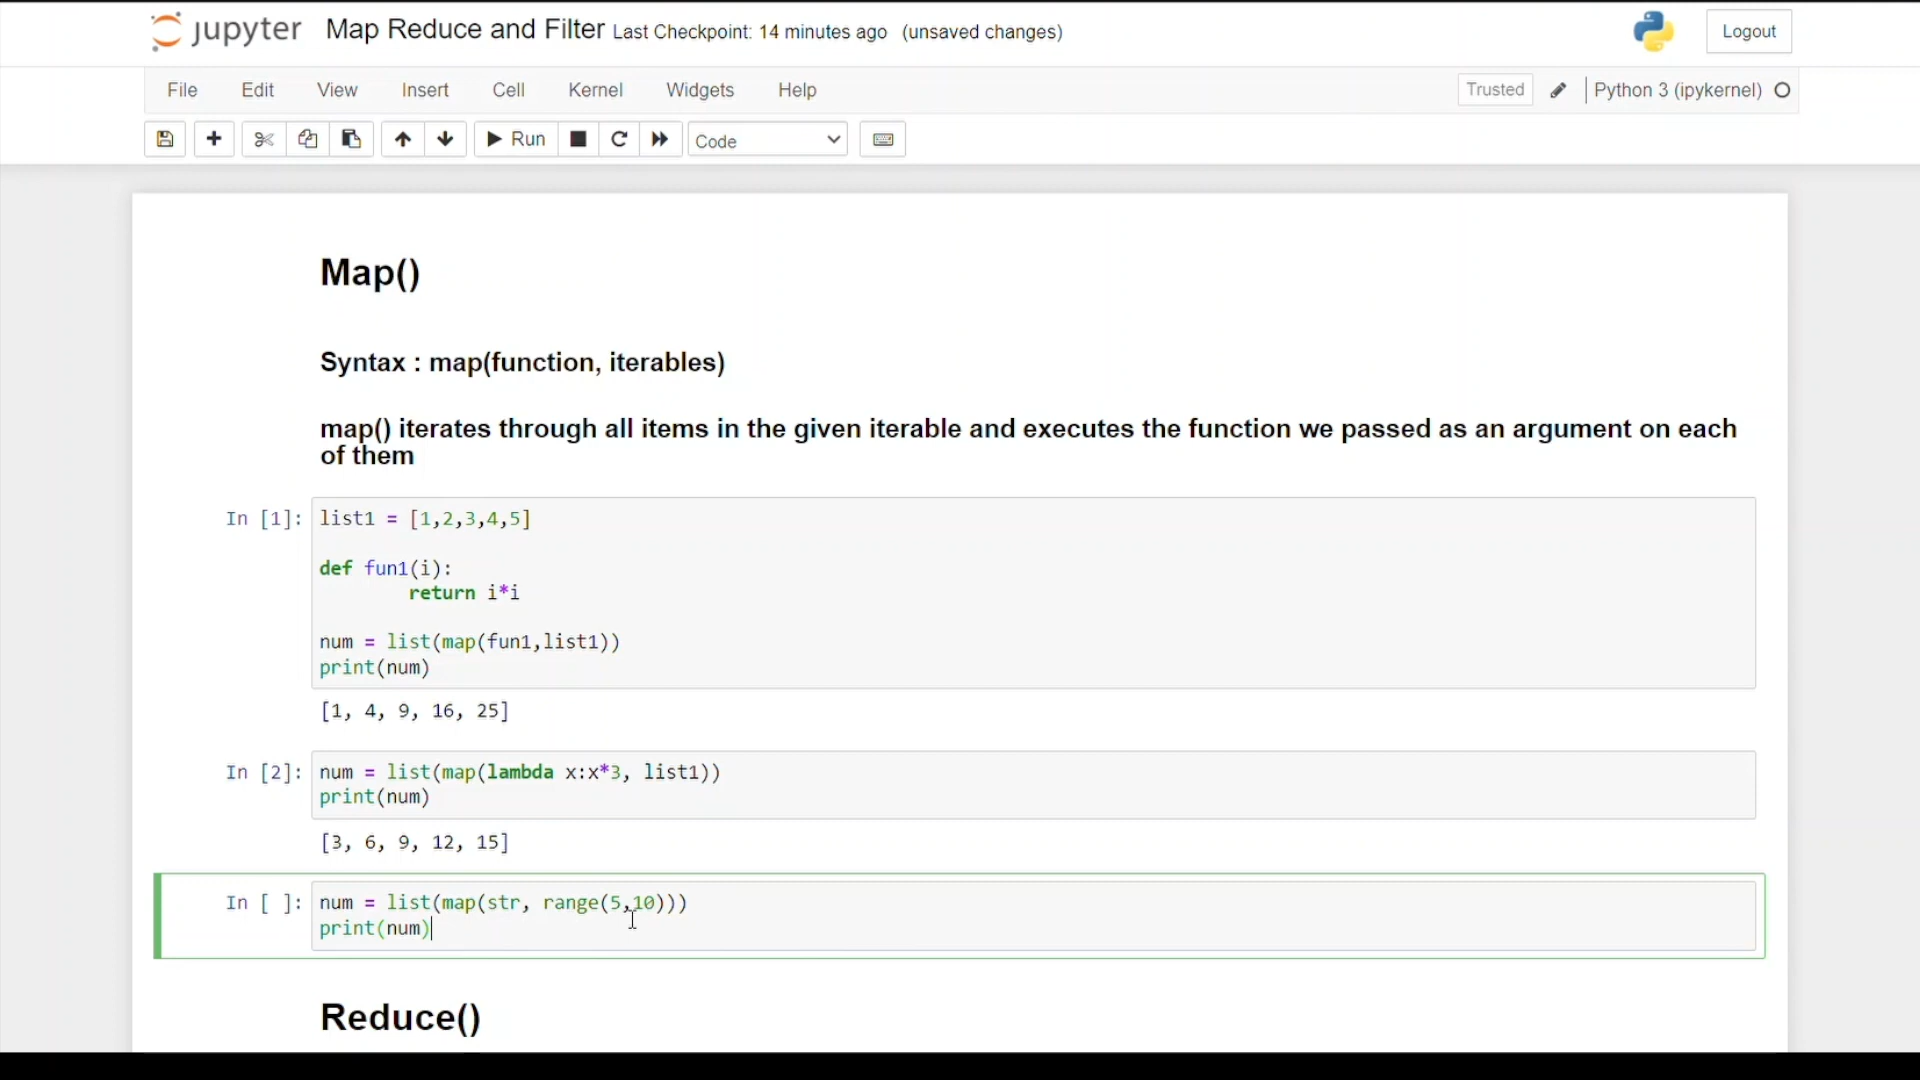 jupyter Map Reduce and FIlter Last Checkpoint: 14 minutes ago (unsaved changes) Logout
File Edit View Insert Cell Kernel Widgets Help Trusted Python 3 (ipykernel)
Run Code
Map()
Syntax : map(function, iterables)
map() iterates through all items in the given iterable and executes the function we passed as an argument on each
of them
In [1]: list1 = [1,2,3,4,5]
def fun1(i):
return i*i
num = list(map(fun1,list1))
print(num)
[1, 4, 9, 16, 25]
In [2]: num = list(map(lambda x:x*3, list1))
print(num)
[3, 6, 9, 12, 15]
In [ ]: num = list(map(str, range(5,10)))
print(num)
Reduce()